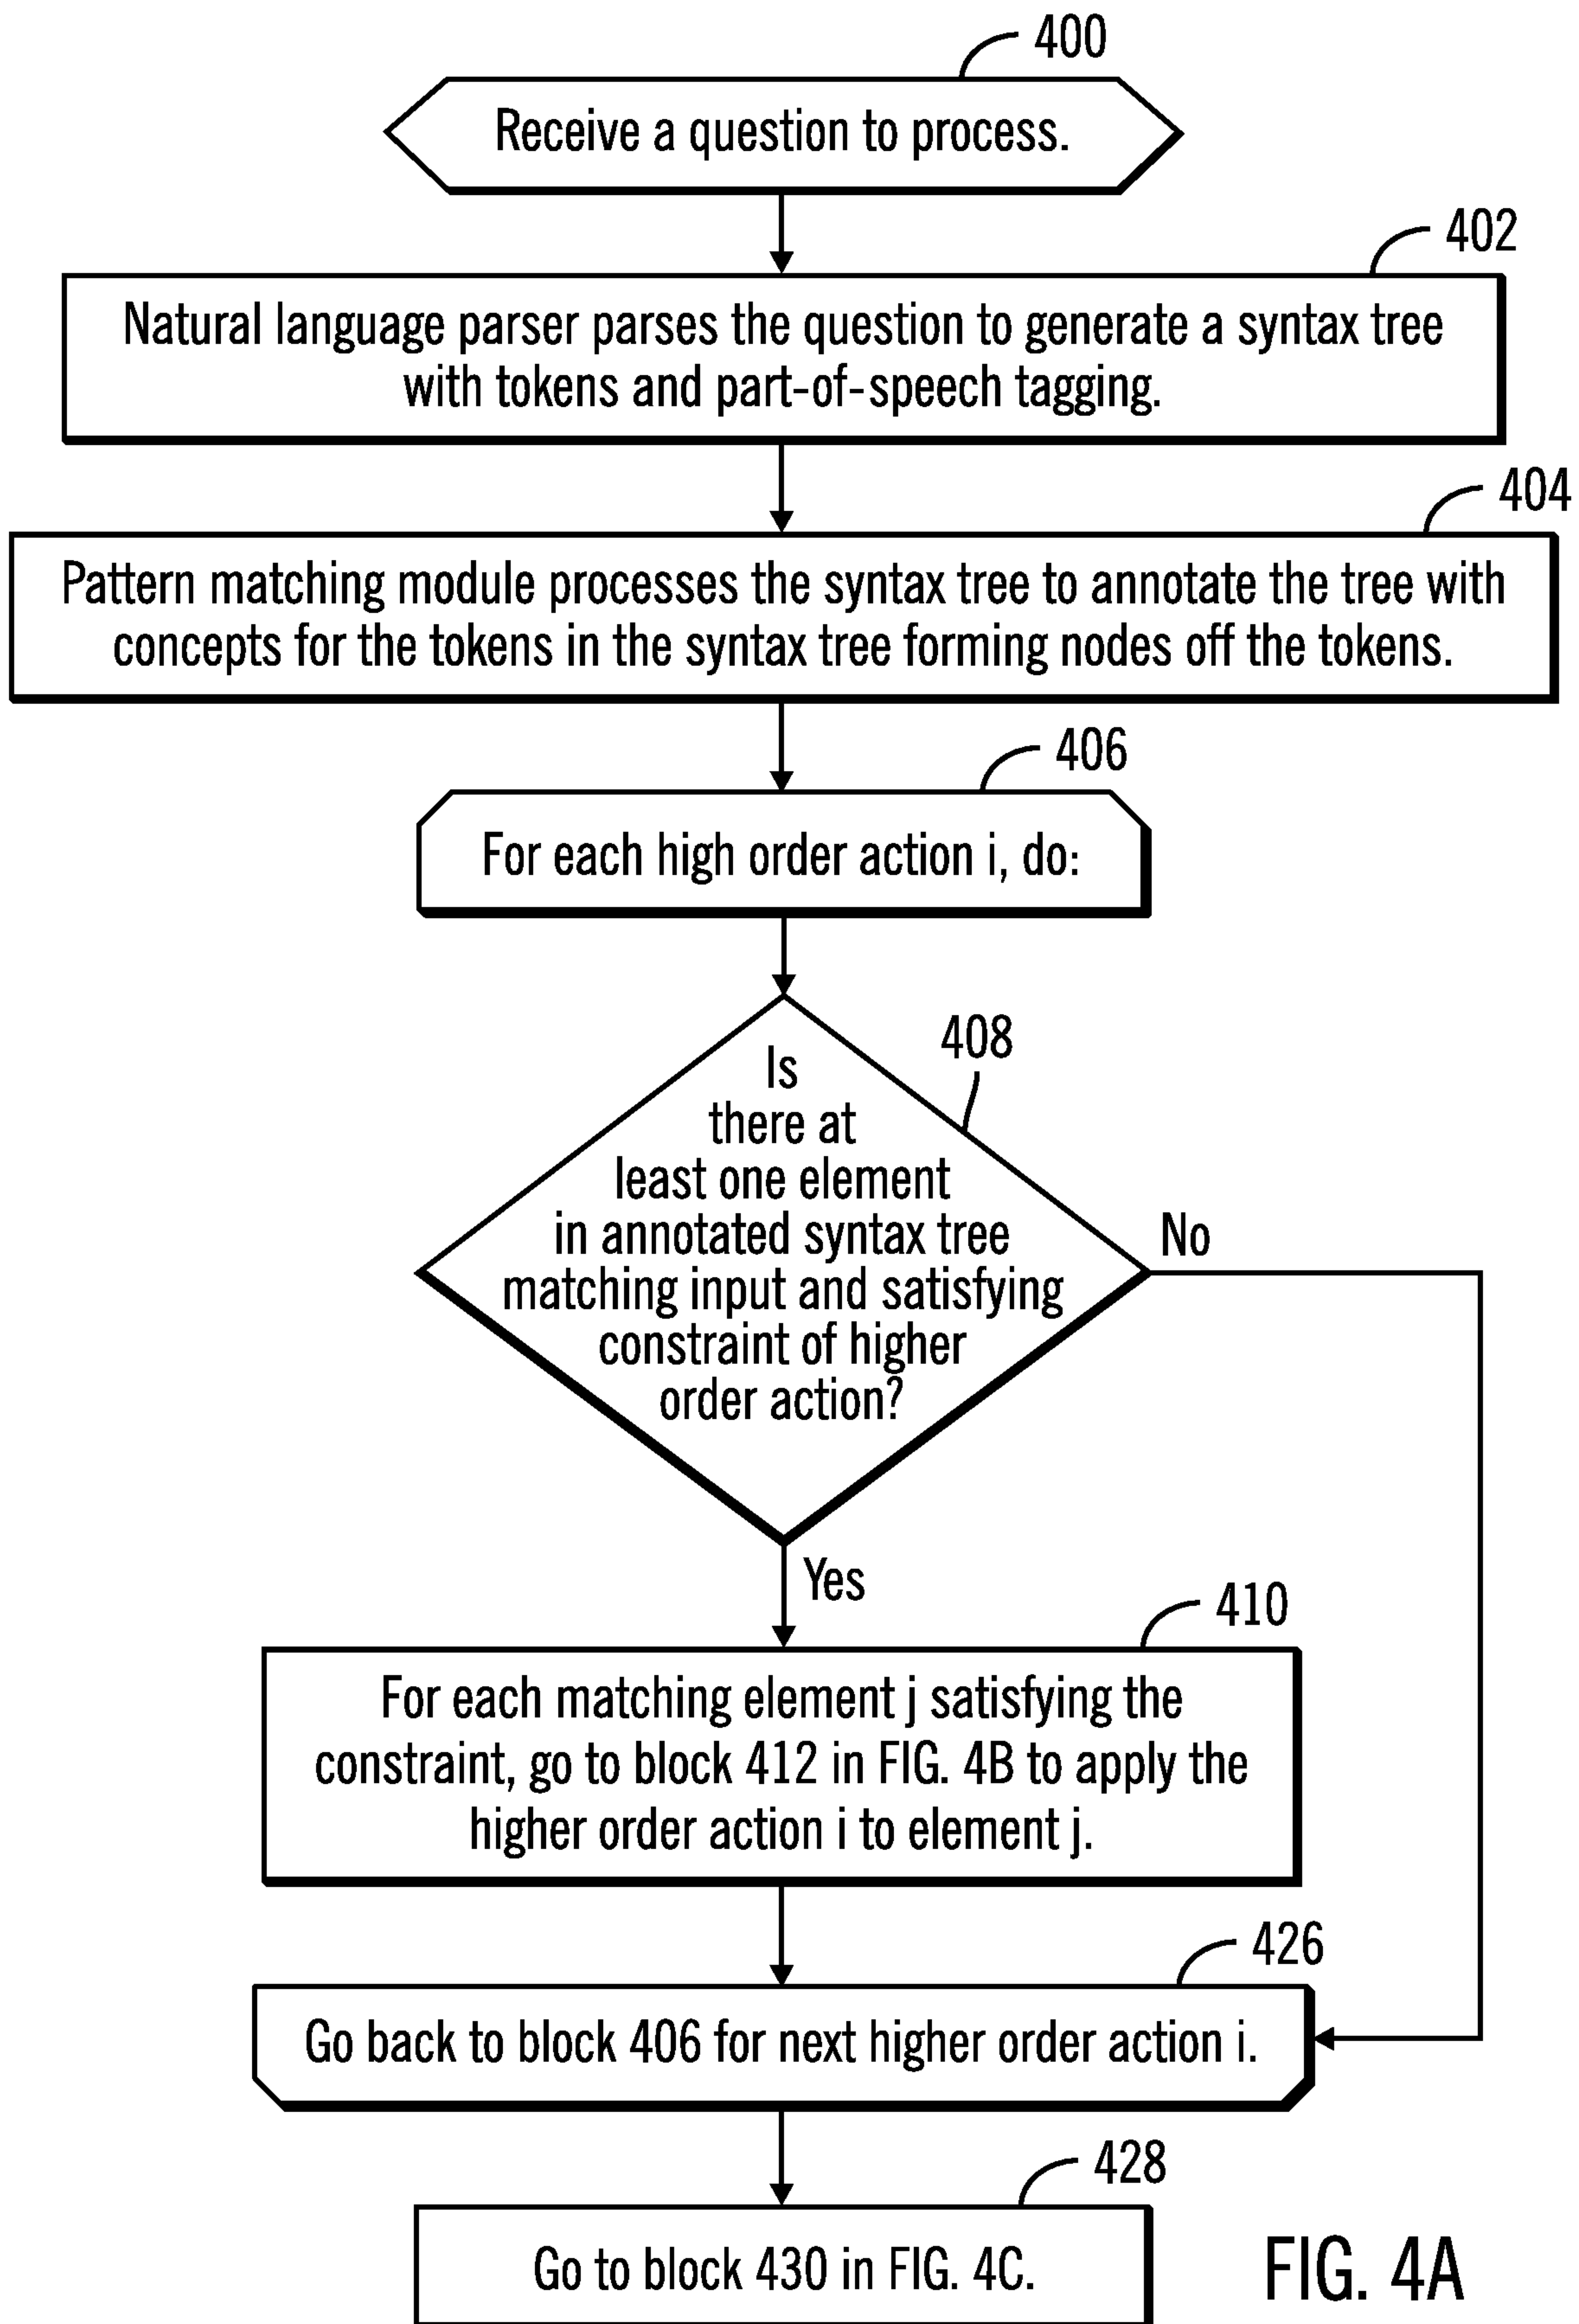 400
Receive a question to process.
402
Natural language parser parses the question to generate a syntax tree
with tokens and part-of-speech tagging.
404
Pattern matching module processes the syntax tree to annotate the tree with
concepts for the tokens in the syntax tree forming nodes off the tokens.
406
For each high order action i, do:
408
Is
there at
least one element
in annotated syntax tree
matching input and satisfying
constraint of higher
order action?
No
Yes
410
For each matching element j satisfying the
constraint, go to block 412 in FIG. 4B to apply the
higher order action i to element j.
426
Go back to block 406 for next higher order action i.
428
Go to block 430 in FIG. 4C.
FIG. 4A